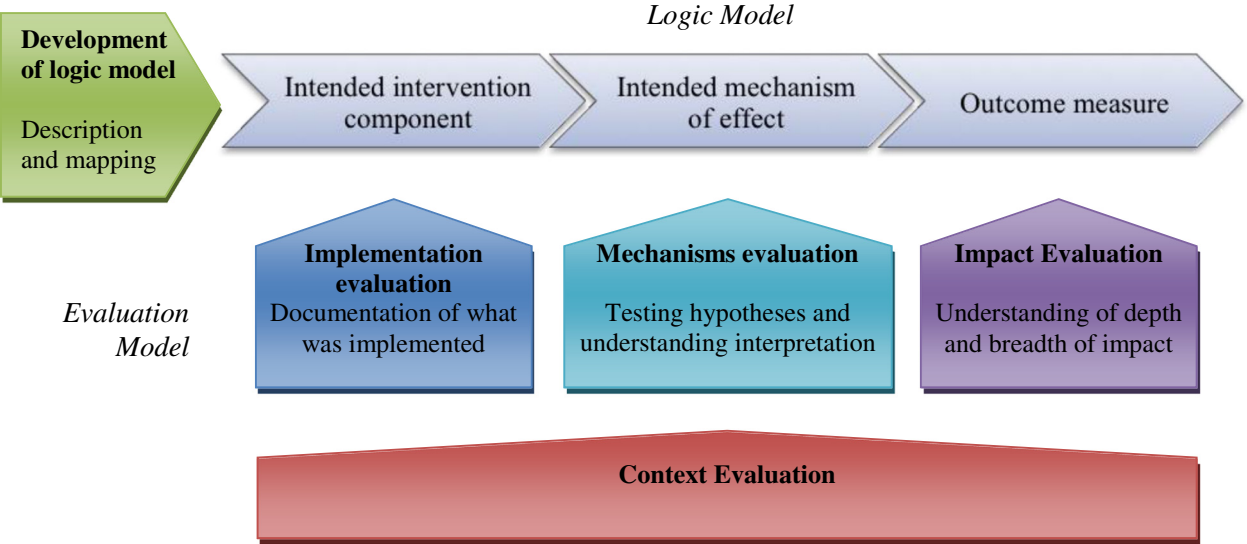 Logic Model
Development
of logic model
Description
and mapping
Intended intervention
component
Intended mechanism
of effect
Outcome measure
Evaluation
Model
Implementation
evaluation
Documentation of what
was implemented
Mechanisms evaluation
Testing hypotheses and
understanding interpretation
Impact Evaluation
Understanding of depth
and breadth of impact
Context Evaluation